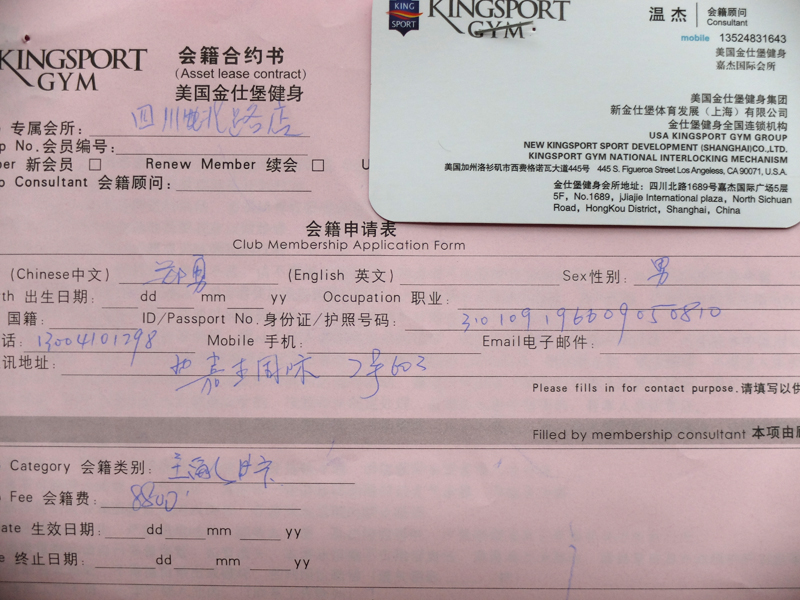 KINGSPORT
GYM
会籍合约书
(Asset lease contract)
美国金仕堡健身
KING
SPORT
KINGSPORT
GYM
温杰
会籍顾问
Consultant
mobile 13524831643
美国金仕堡健身
嘉杰国际会所
美国金仕堡健身集团
新金仕堡体育发展（上海）有限公司
金仕堡健身全国连锁机构
USA KINGSPORT GYM GROUP
NEW KINGSPORT SPORT DEVELOPMENT (SHANGHAI)CO.,LTD.
KINGSPORT GYM NATIONAL INTERLOCKING MECHANISM
美国加州洛衫矶市西费格诺瓦大道445号 445 S. Figueroa Street Los Angeless, CA 90071, U.S.A.
金仕堡健身会所地址：四川北路1689号嘉杰国际广场5层
5F, No.1689, jJiajie International plaza, North Sichuan
Road, HongKou District, Shanghai, China
专属会所： 四川北路店
p No.会员编号：
ber 新会员 □ Renew Member 续会 □ U
p Consultant 会籍顾问：
会籍申请表
Club Membership Application Form
(Chinese中文) 郑勇 (English 英文) Sex性别： 男
th 出生日期： dd mm yy Occupation 职业：
国籍： ID/Passport No.身份证/护照号码： 310109196609050810
话：13004101798 Mobile 手机： Email电子邮件：
讯地址： 嘉杰国际 2号603
Please fills in for contact purpose.请填写以供
Filled by membership consultant 本项由
Category 会籍类别：
Fee 会籍费： 8800
ate 生效日期： dd mm yy
e 终止日期： dd mm yy